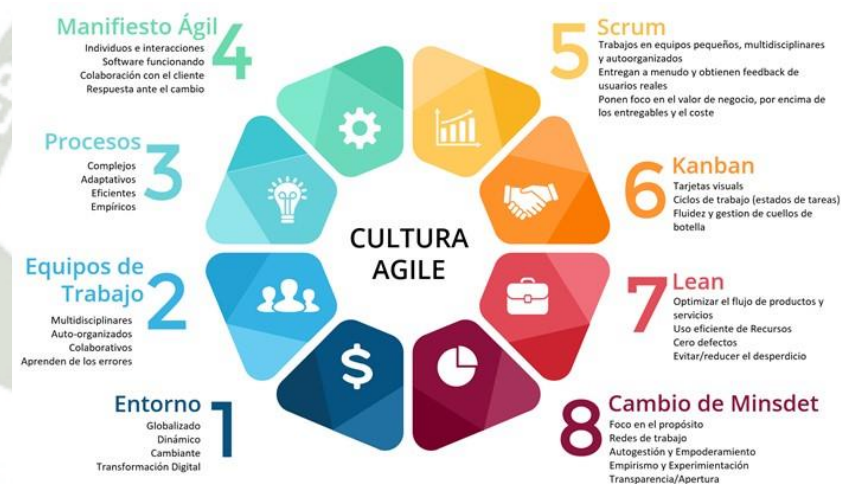 Manifiesto Ágil
4
Individuos e interacciones
Software funcionando
Colaboración con el cliente
Respuesta ante el cambio
5
Scrum
Trabajos en equipos pequeños, multidisciplinares
y autoorganizados
Entregan a menudo y obtienen feedback de
usuarios reales
Ponen foco en el valor de negocio, por encima de
los entregables y el coste
Procesos
3
Complejos
Adaptativos
Eficientes
Empíricos
6
Kanban
Tarjetas visuals
Ciclos de trabajo (estados de tareas)
Fluidez y gestion de cuellos de
botella
CULTURA
AGILE
Equipos de
Trabajo
2
Multidisciplinares
Auto-organizados
Colaborativos
Aprenden de los errores
7
Lean
Optimizar el flujo de productos y
servicios
Uso eficiente de Recursos
Cero defectos
Evitar/reducer el desperdicio
$
Entorno
1
Globalizado
Dinámico
Cambiante
Transformación Digital
8
Cambio de Minsdet
Foco en el propósito
Redes de trabajo
Autogestión y Empoderamiento
Empirismo y Experimientación
Transparencia/Apertura